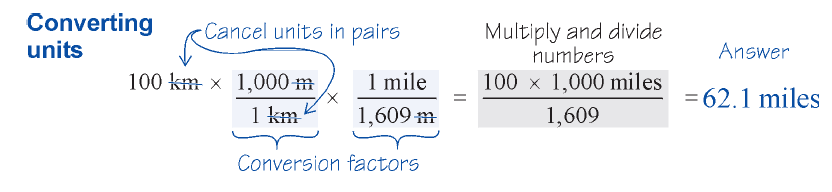 Converting
units
Cancel units in pairs
Multiply and divide
numbers
Answer
100 km × 1,000 m / 1 km × 1 mile / 1,609 m = 100 × 1,000 miles / 1,609 = 62.1 miles
Conversion factors